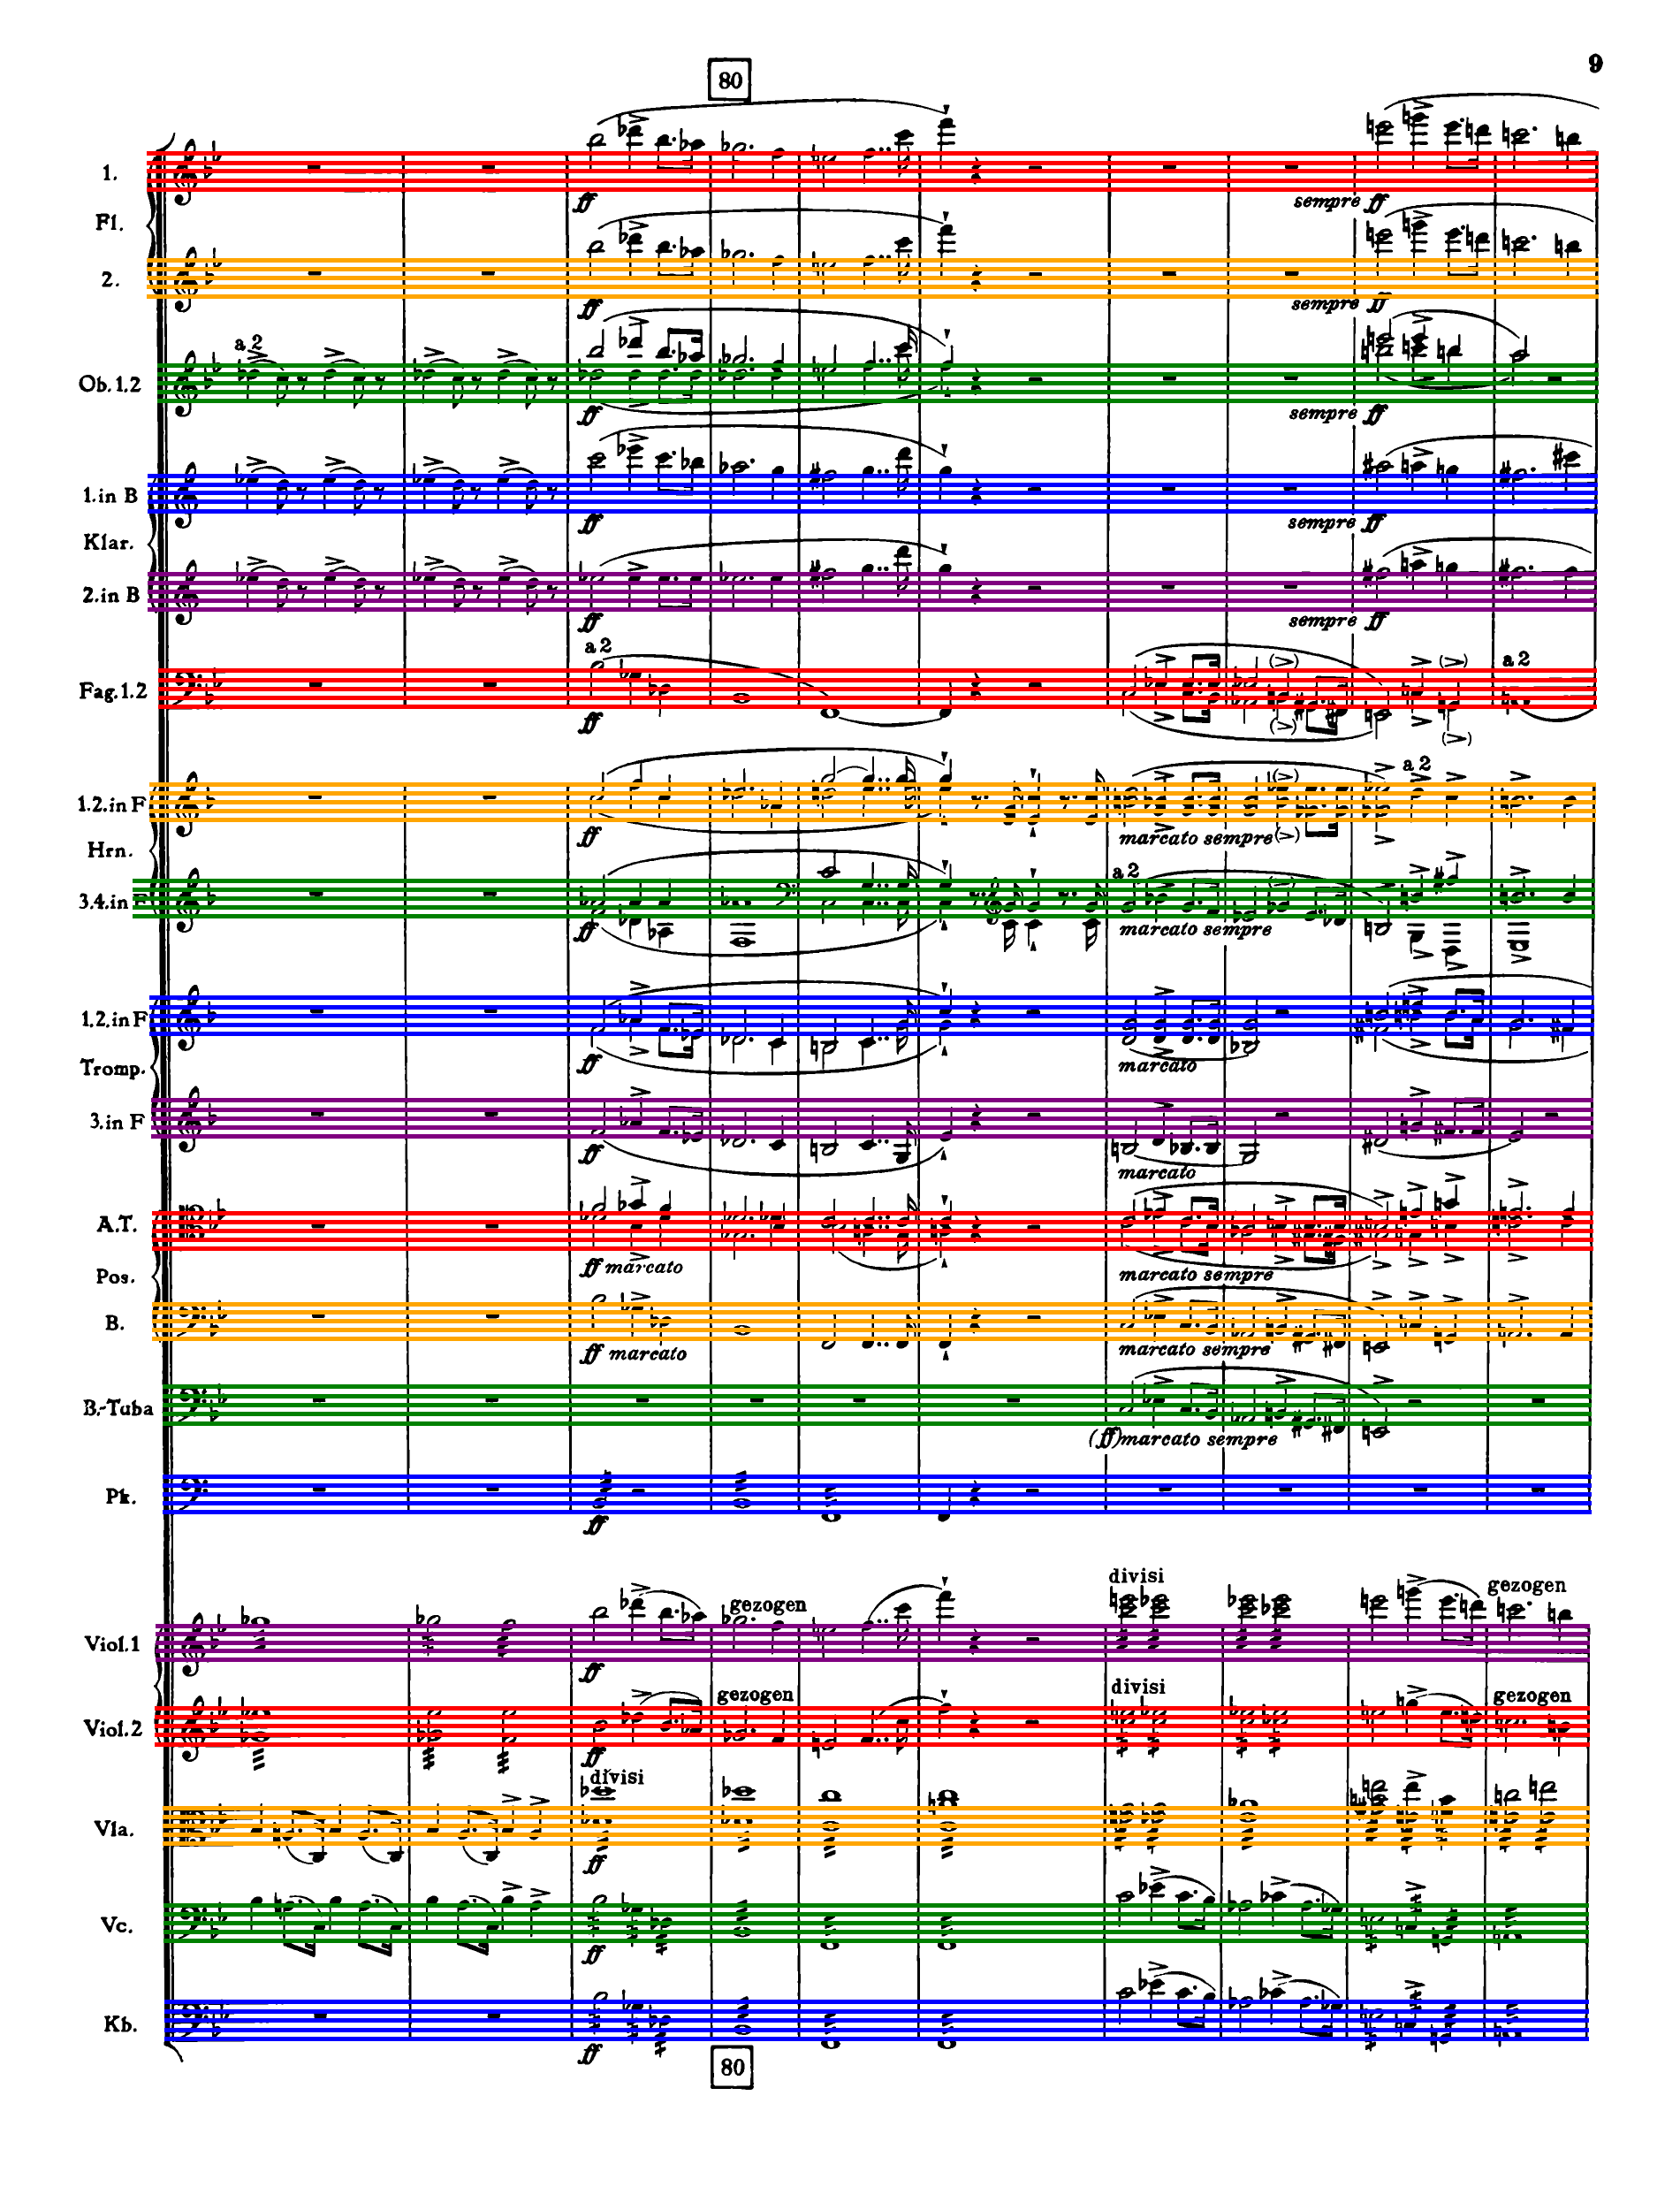 9
80
1.
sempre ff
ff
Fl.
2.
sempre ff
ff
a 2
Ob. 1.2
sempre ff
ff
1. in B
sempre ff
ff
Klar.
2. in B
sempre ff
ff
a 2
a 2
Fag. 1.2
ff
a 2
1.2. in F
ff
marcato sempre
Hrn.
a 2
3.4. in F
ff
marcato sempre
1.2. in F
ff
marcato
Tromp.
3. in F
ff
marcato
A.T.
ff marcato
marcato sempre
Pos.
B.
ff marcato
marcato sempre
B.-Tuba
(ff) marcato sempre
Pk.
ff
divisi
gezogen
gezogen
Viol. 1
ff
gezogen
divisi
gezogen
Viol. 2
ff
divisi
Vla.
ff
Vc.
ff
Kb.
ff
80